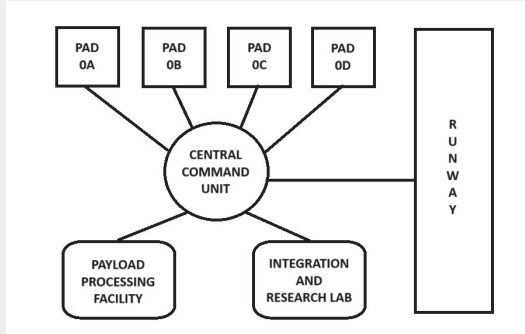 PAD
0A
PAD
0B
PAD
0C
PAD
0D
CENTRAL
COMMAND
UNIT
R
U
N
W
A
Y
PAYLOAD
PROCESSING
FACILITY
INTEGRATION
AND
RESEARCH LAB